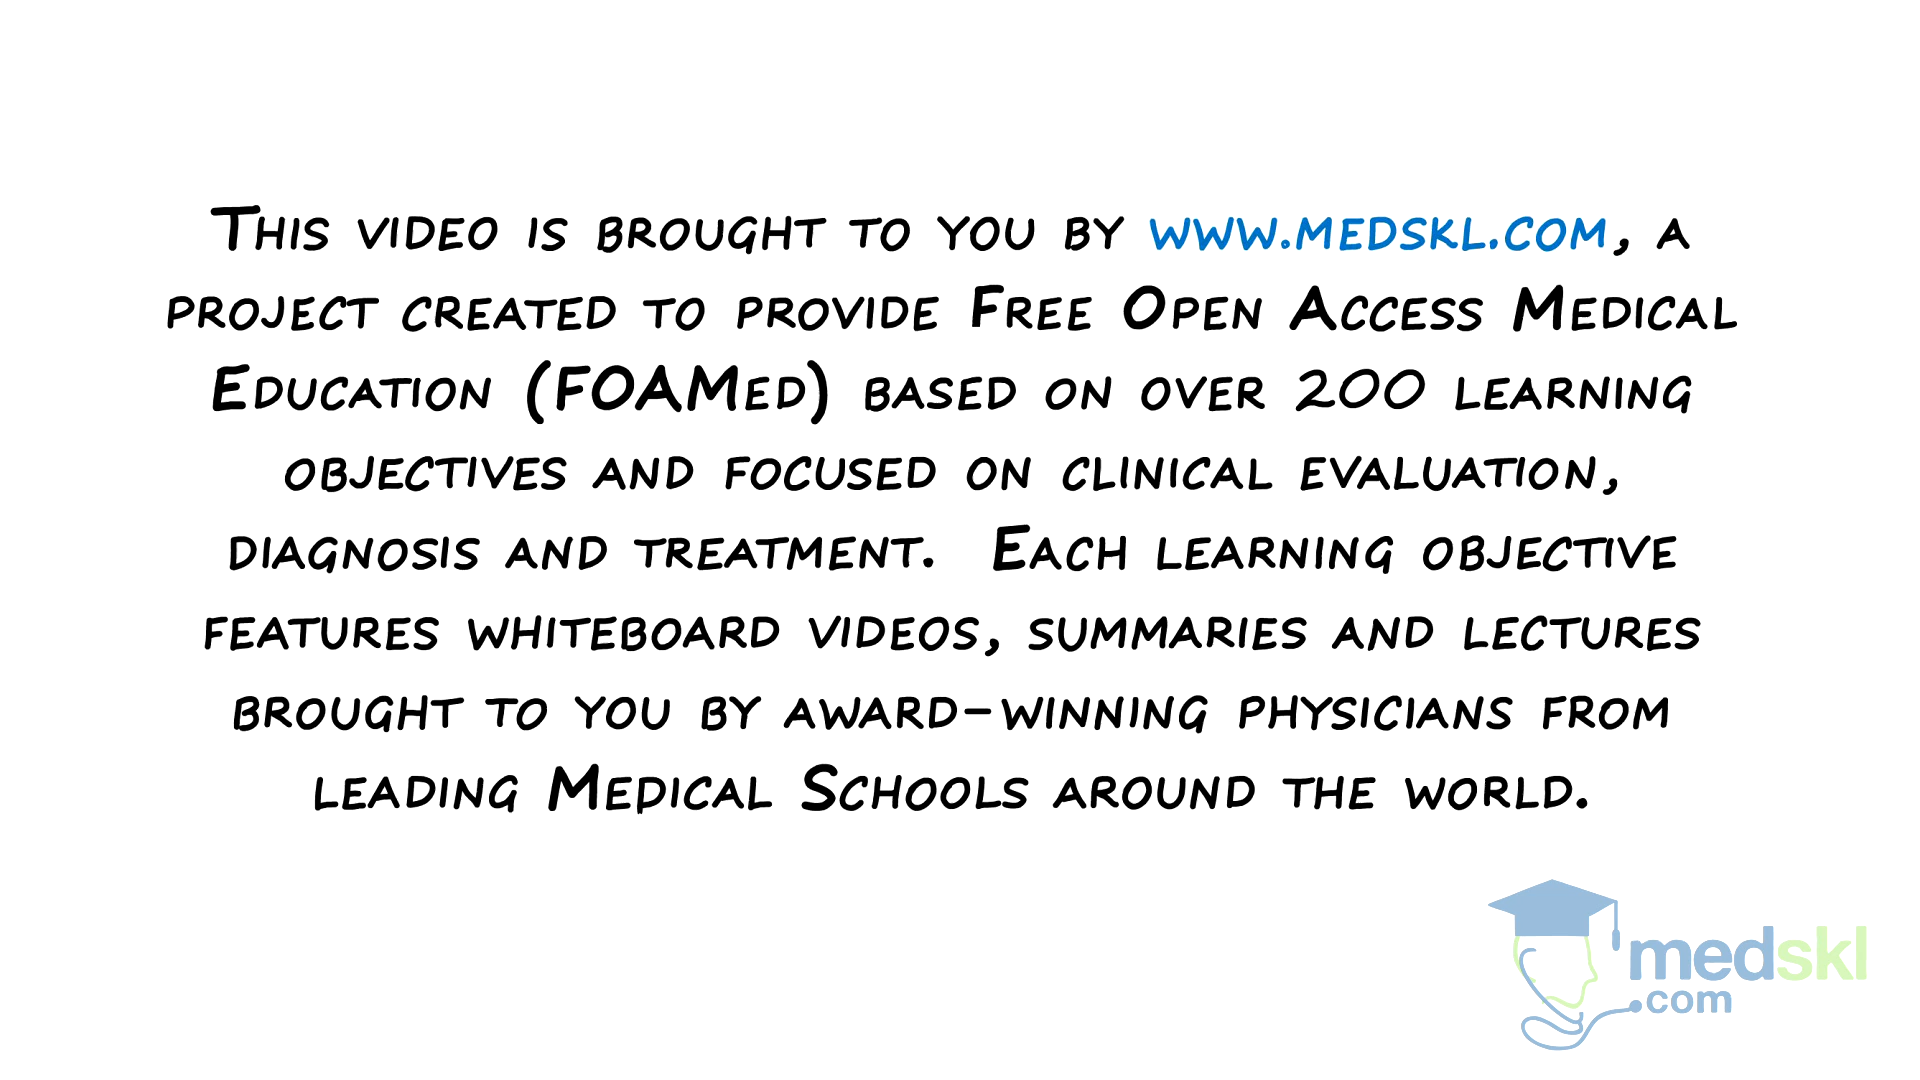 This video is brought to you by www.medskl.com, a
project created to provide Free Open Access Medical
Education (FOAMed) based on over 200 learning
objectives and focused on clinical evaluation,
diagnosis and treatment.  Each learning objective
features whiteboard videos, summaries and lectures
brought to you by award-winning physicians from
leading Medical Schools around the world.
medskl
.com